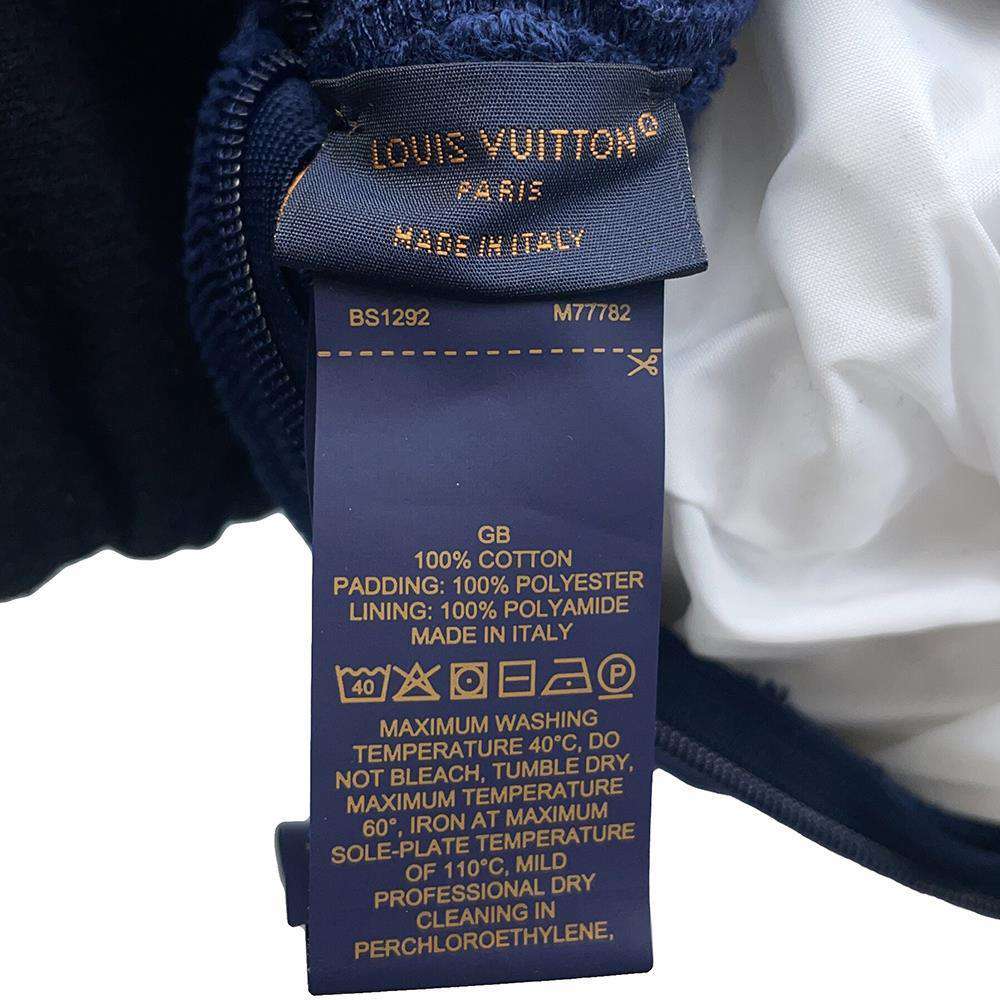 LOUIS VUITTON®
PARIS
MADE IN ITALY
BS1292 M77782
GB
100% COTTON
PADDING: 100% POLYESTER
LINING: 100% POLYAMIDE
MADE IN ITALY
40 P
MAXIMUM WASHING
TEMPERATURE 40°C, DO
NOT BLEACH, TUMBLE DRY,
MAXIMUM TEMPERATURE
60°, IRON AT MAXIMUM
SOLE-PLATE TEMPERATURE
OF 110°C, MILD
PROFESSIONAL DRY
CLEANING IN
PERCHLOROETHYLENE,